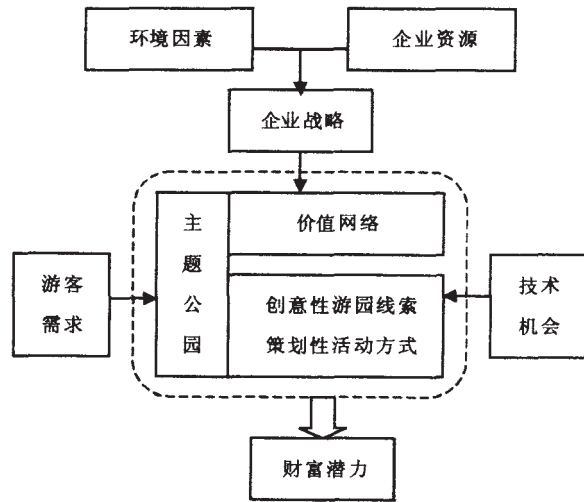 环境因素
企业资源
企业战略
主题公园
价值网络
游客需求
创意性游园线索
策划性活动方式
技术机会
财富潜力